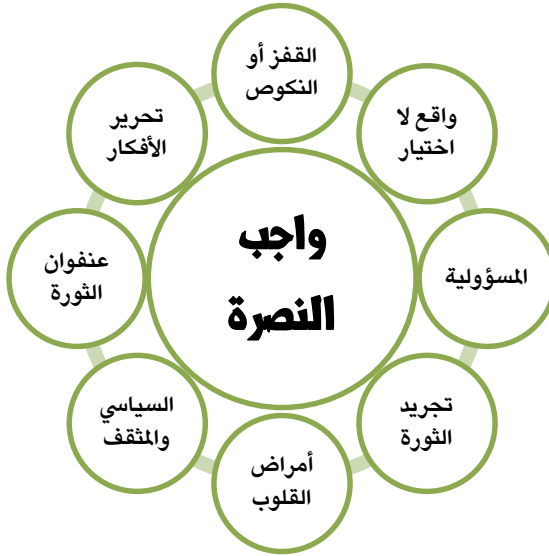 القفز أو
النكوص
واقع لا
اختيار
المسؤولية
تجريد
الثورة
أمراض
القلوب
السياسي
والمثقف
عنفوان
الثورة
تحرير
الأفكار
واجب
النصرة